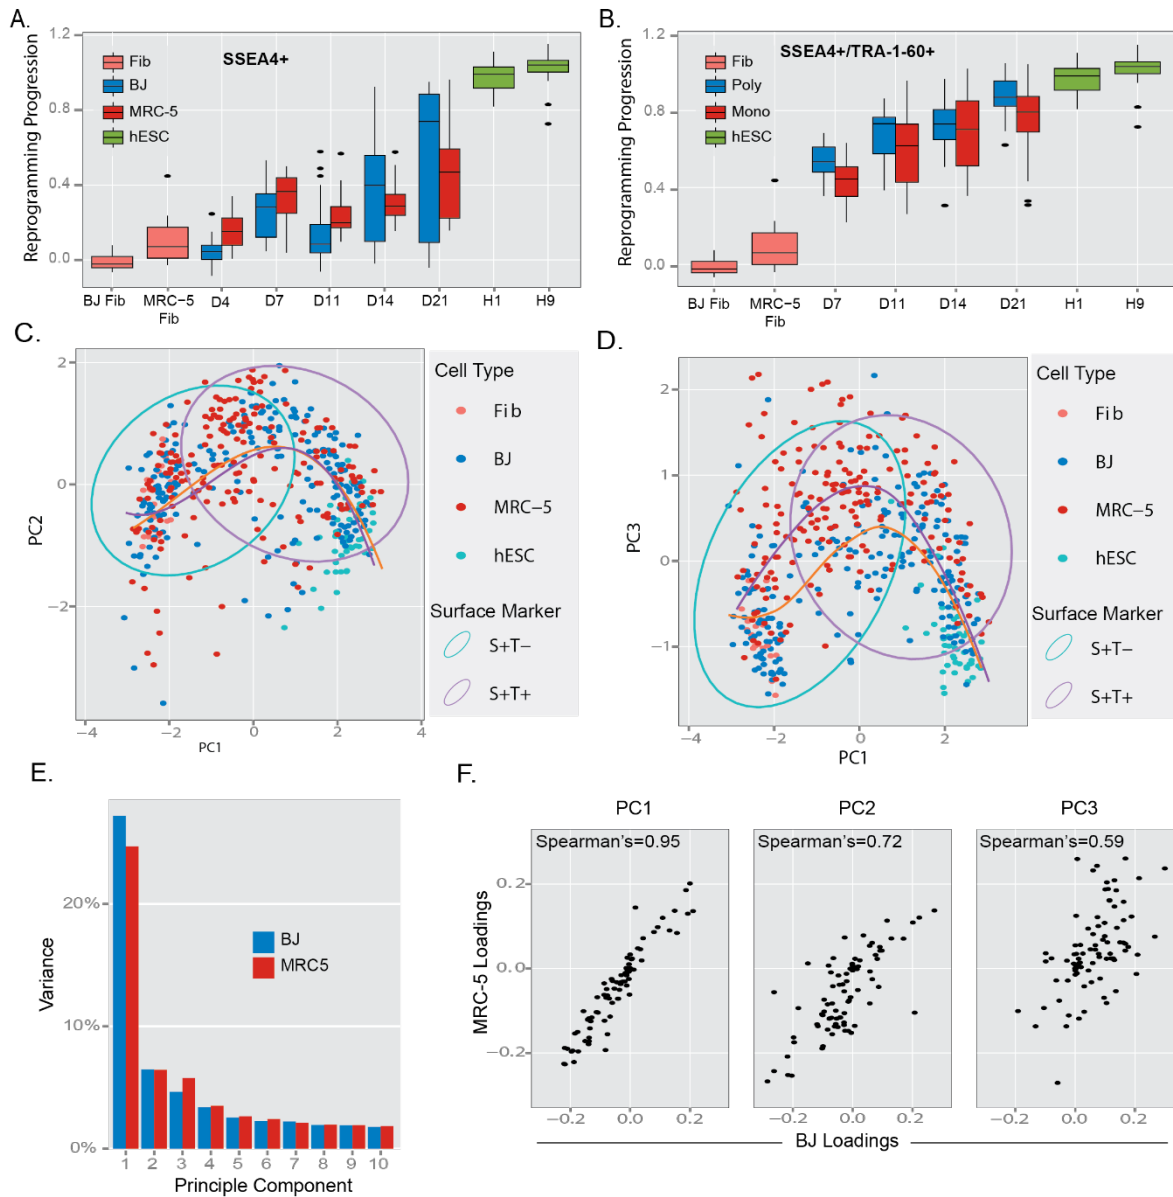 A.
SSEA4+
Reprogramming Progression
1.2
0.8
0.4
0.0
Fib
BJ
MRC-5
hESC
BJ Fib
MRC-5 Fib
D4
D7
D11
D14
D21
H1
H9
B.
SSEA4+/TRA-1-60+
Reprogramming Progression
1.2
0.8
0.4
0.0
Fib
Poly
Mono
hESC
BJ Fib
MRC-5
Fib
D7
D11
D14
D21
H1
H9
C.
PC2
2
0
−2
−4
−2
0
2
4
PC1
Cell Type
Fib
BJ
MRC−5
hESC
Surface Marker
S+T−
S+T+
D.
PC3
2
1
0
−1
−4
−2
0
2
PC1
Cell Type
Fib
BJ
MRC−5
hESC
Surface Marker
S+T−
S+T+
E.
Variance
20%
10%
0%
BJ
MRC5
1 2 3 4 5 6 7 8 9 10
Principle Component
F.
PC1 PC2 PC3
Spearman's=0.95 Spearman's=0.72 Spearman's=0.59
MRC-5 Loadings
0.2
0.0
−0.2
−0.2 0.0 0.2 −0.2 0.0 0.2 −0.2 0.0 0.2
BJ Loadings